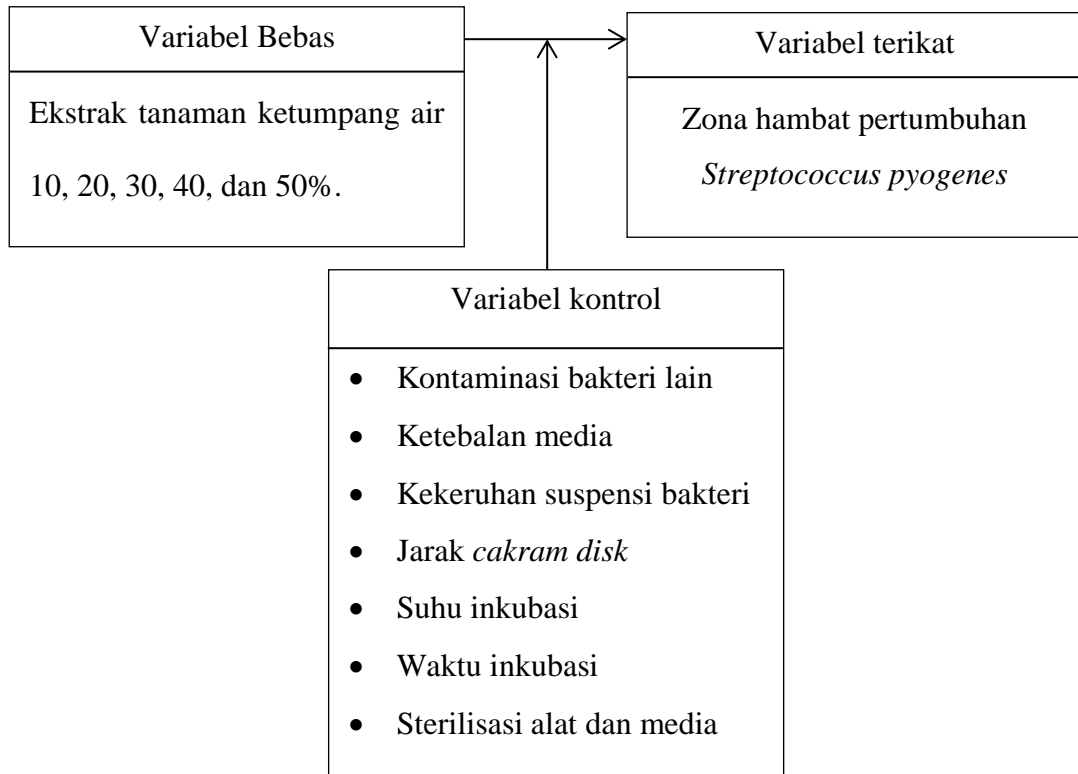 Variabel Bebas
Ekstrak tanaman ketumpang air
10, 20, 30, 40, dan 50%.
Variabel terikat
Zona hambat pertumbuhan
Streptococcus pyogenes
Variabel kontrol
• Kontaminasi bakteri lain
• Ketebalan media
• Kekeruhan suspensi bakteri
• Jarak cakram disk
• Suhu inkubasi
• Waktu inkubasi
• Sterilisasi alat dan media